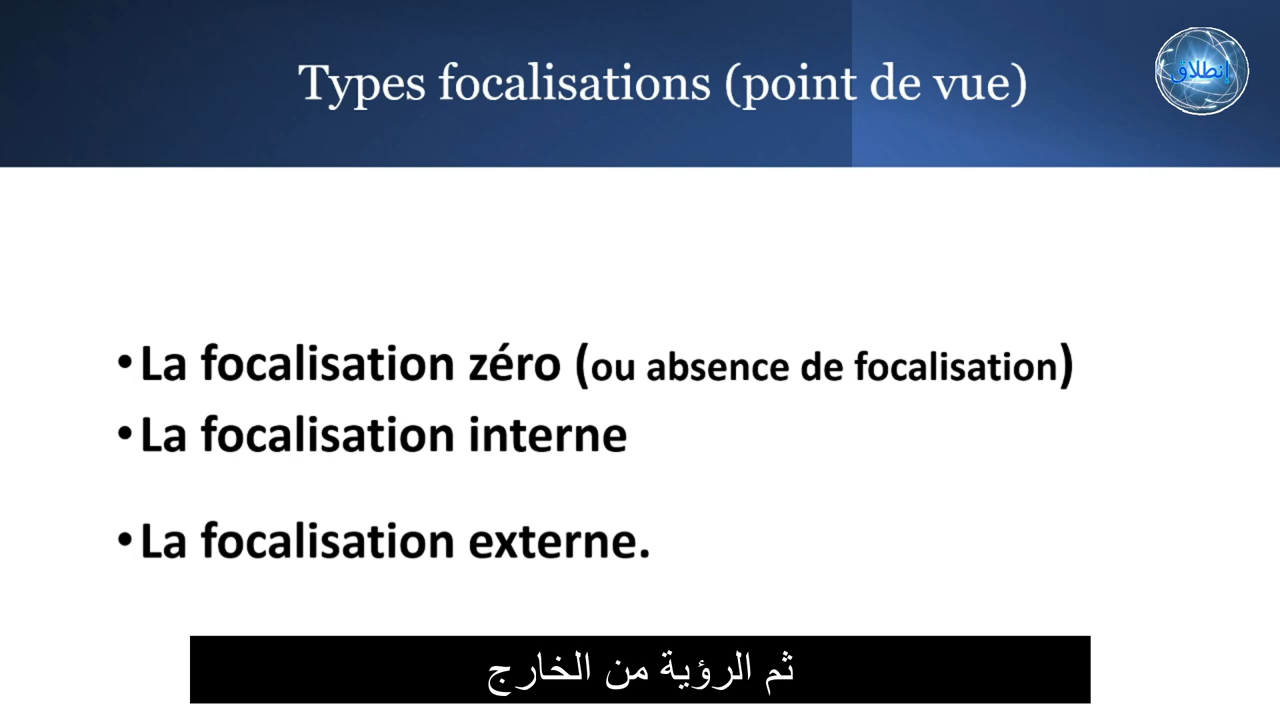 Types focalisations (point de vue)
إنطلاق
•La focalisation zéro (ou absence de focalisation)
•La focalisation interne
•La focalisation externe.
ثم الرؤية من الخارج